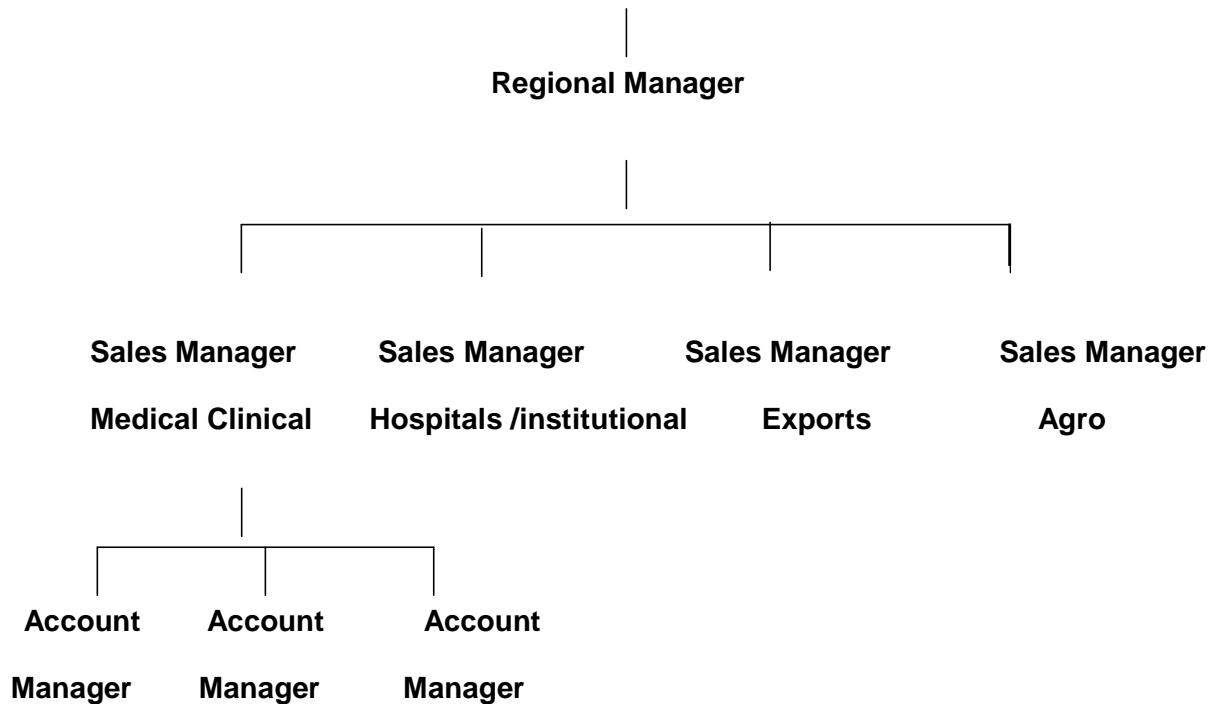 Regional Manager
Sales Manager Sales Manager Sales Manager Sales Manager
Medical Clinical Hospitals /institutional Exports Agro
Account Account Account
Manager Manager Manager